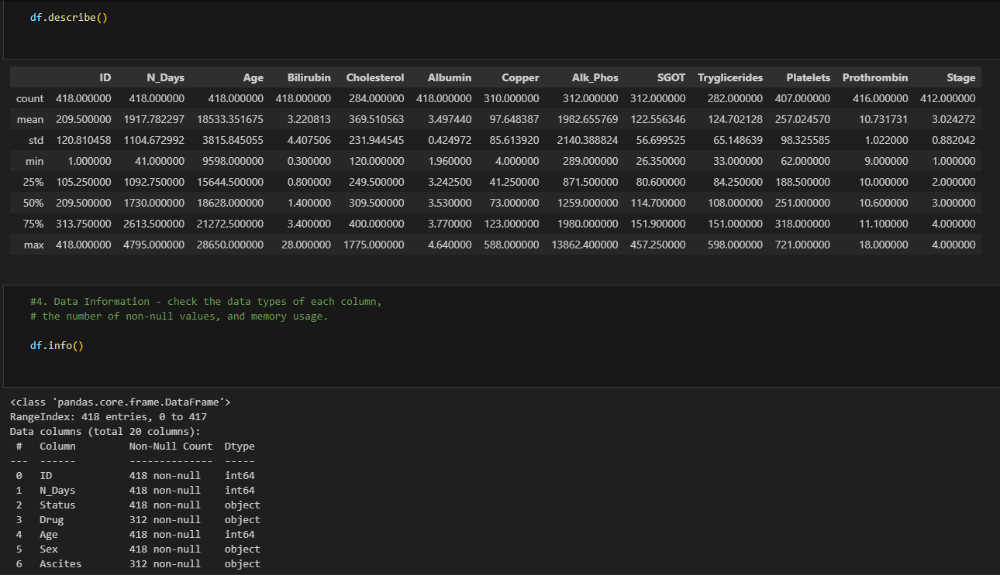 df.describe()
ID N_Days Age Bilirubin Cholesterol Albumin Copper Alk_Phos SGOT Tryglicerides Platelets Prothrombin Stage
count 418.000000 418.000000 418.000000 418.000000 284.000000 418.000000 310.000000 312.000000 312.000000 282.000000 407.000000 416.000000 412.000000
mean 209.500000 1917.782297 18533.351675 3.220813 369.510563 3.497440 97.648387 1982.655769 122.556346 124.702128 257.024570 10.731731 3.024272
std 120.810458 1104.672992 3815.845055 4.407506 231.944545 0.424972 85.613920 2140.388824 56.699525 65.148639 98.325585 1.022000 0.882042
min 1.000000 41.000000 9598.000000 0.300000 120.000000 1.960000 4.000000 289.000000 26.350000 33.000000 62.000000 9.000000 1.000000
25% 105.250000 1092.750000 15644.500000 0.800000 249.500000 3.242500 41.250000 871.500000 80.600000 84.250000 188.500000 10.000000 2.000000
50% 209.500000 1730.000000 18628.000000 1.400000 309.500000 3.530000 73.000000 1259.000000 114.700000 108.000000 251.000000 10.600000 3.000000
75% 313.750000 2613.500000 21272.500000 3.400000 400.000000 3.770000 123.000000 1980.000000 151.900000 151.000000 318.000000 11.100000 4.000000
max 418.000000 4795.000000 28650.000000 28.000000 1775.000000 4.640000 588.000000 13862.400000 457.250000 598.000000 721.000000 18.000000 4.000000
#4. Data Information - check the data types of each column,
# the number of non-null values, and memory usage.
df.info()
<class 'pandas.core.frame.DataFrame'>
RangeIndex: 418 entries, 0 to 417
Data columns (total 20 columns):
# Column Non-Null Count Dtype
--- ------ -------------- -----
0 ID 418 non-null int64
1 N_Days 418 non-null int64
2 Status 418 non-null object
3 Drug 312 non-null object
4 Age 418 non-null int64
5 Sex 418 non-null object
6 Ascites 312 non-null object